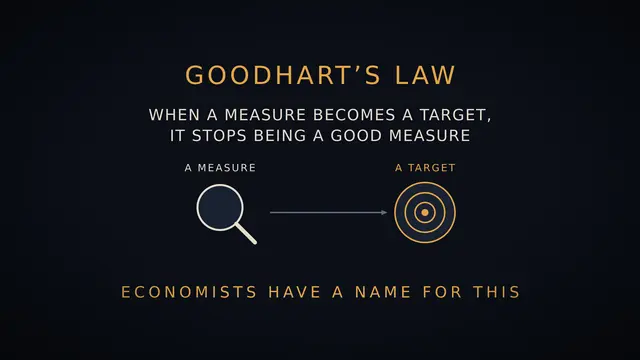 GOODHART’S LAW
WHEN A MEASURE BECOMES A TARGET,
IT STOPS BEING A GOOD MEASURE
A MEASURE
A TARGET
ECONOMISTS HAVE A NAME FOR THIS